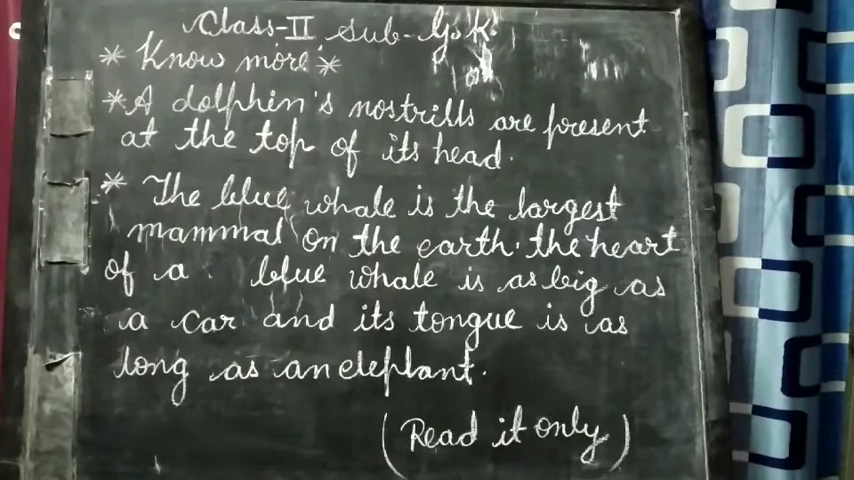 Class-II Sub-G.K.
* Know more *
* A dolphin's nostrills are present
at the top of its head.
* The blue whale is the largest
mammal on the earth. the heart
of a blue whale is as big as
a car and its tongue is as
long as an eleplant.
(Read it only)